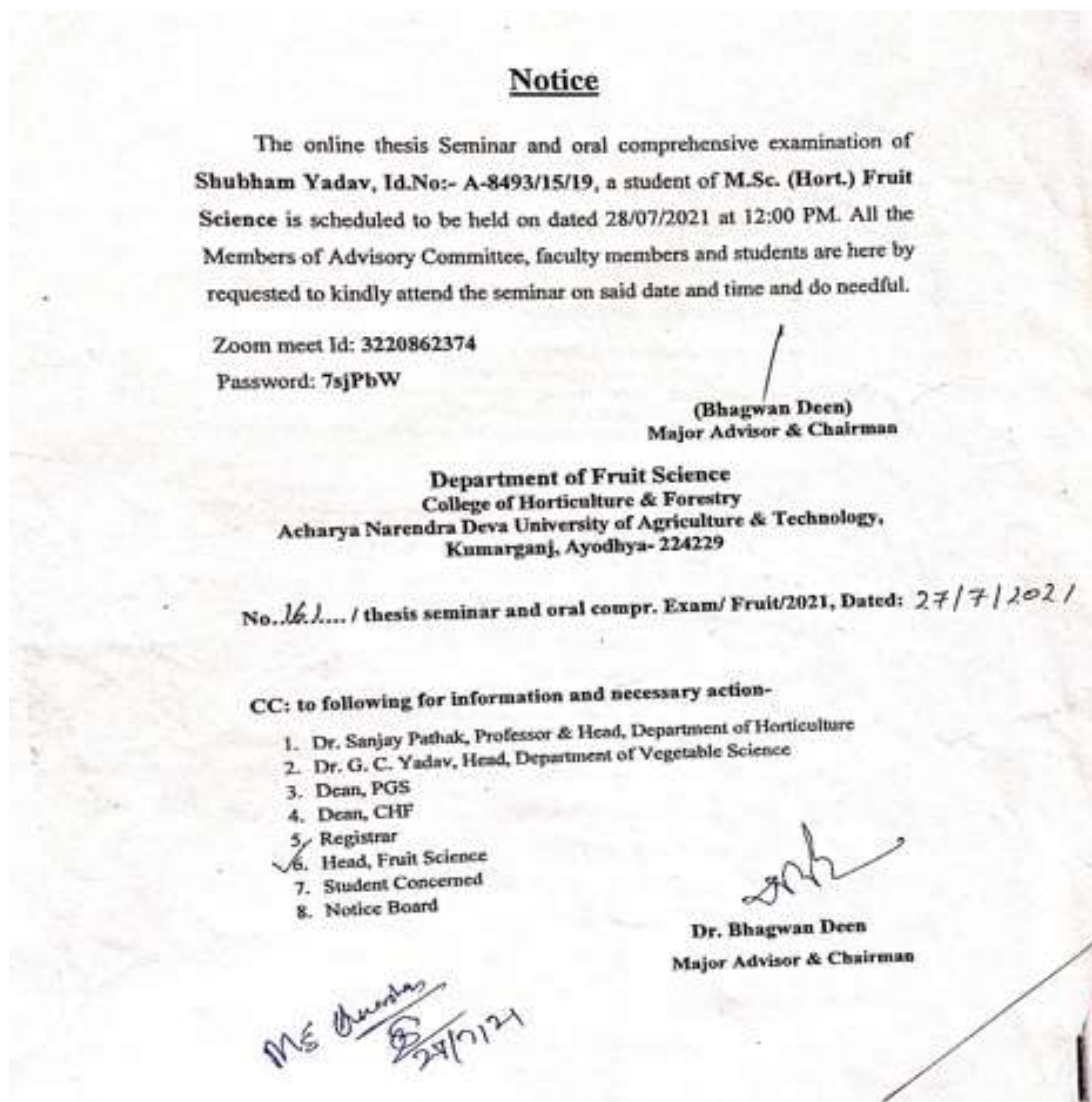 Notice
The online thesis Seminar and oral comprehensive examination of
Shubham Yadav, Id.No:- A-8493/15/19, a student of M.Sc. (Hort.) Fruit
Science is scheduled to be held on dated 28/07/2021 at 12:00 PM. All the
Members of Advisory Committee, faculty members and students are here by
requested to kindly attend the seminar on said date and time and do needful.
Zoom meet Id: 3220862374
Password: 7sjPbW
(Bhagwan Deen)
Major Advisor & Chairman
Department of Fruit Science
College of Horticulture & Forestry
Acharya Narendra Deva University of Agriculture & Technology,
Kumarganj, Ayodhya- 224229
No..161.... / thesis seminar and oral compr. Exam/ Fruit/2021, Dated: 27/7/2021
CC: to following for information and necessary action-
1. Dr. Sanjay Pathak, Professor & Head, Department of Horticulture
2. Dr. G. C. Yadav, Head, Department of Vegetable Science
3. Dean, PGS
4. Dean, CHF
5. Registrar
6. Head, Fruit Science
7. Student Concerned
8. Notice Board
Dr. Bhagwan Deen
Major Advisor & Chairman